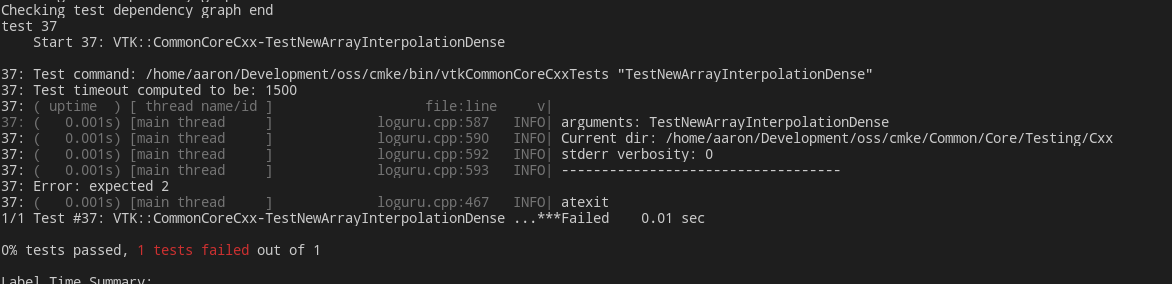 Checking test dependency graph end
test 37
    Start 37: VTK::CommonCoreCxx-TestNewArrayInterpolationDense

37: Test command: /home/aaron/Development/oss/cmke/bin/vtkCommonCoreCxxTests "TestNewArrayInterpolationDense"
37: Test timeout computed to be: 1500
37: ( uptime  ) [ thread name/id ]                   file:line     v|
37: (   0.001s) [main thread     ]             loguru.cpp:587   INFO| arguments: TestNewArrayInterpolationDense
37: (   0.001s) [main thread     ]             loguru.cpp:590   INFO| Current dir: /home/aaron/Development/oss/cmke/Common/Core/Testing/Cxx
37: (   0.001s) [main thread     ]             loguru.cpp:592   INFO| stderr verbosity: 0
37: (   0.001s) [main thread     ]             loguru.cpp:593   INFO| -----------------------------------
37: Error: expected 2
37: (   0.001s) [main thread     ]             loguru.cpp:467   INFO| atexit
1/1 Test #37: VTK::CommonCoreCxx-TestNewArrayInterpolationDense ...***Failed    0.01 sec

0% tests passed, 1 tests failed out of 1

Label Time Summary: